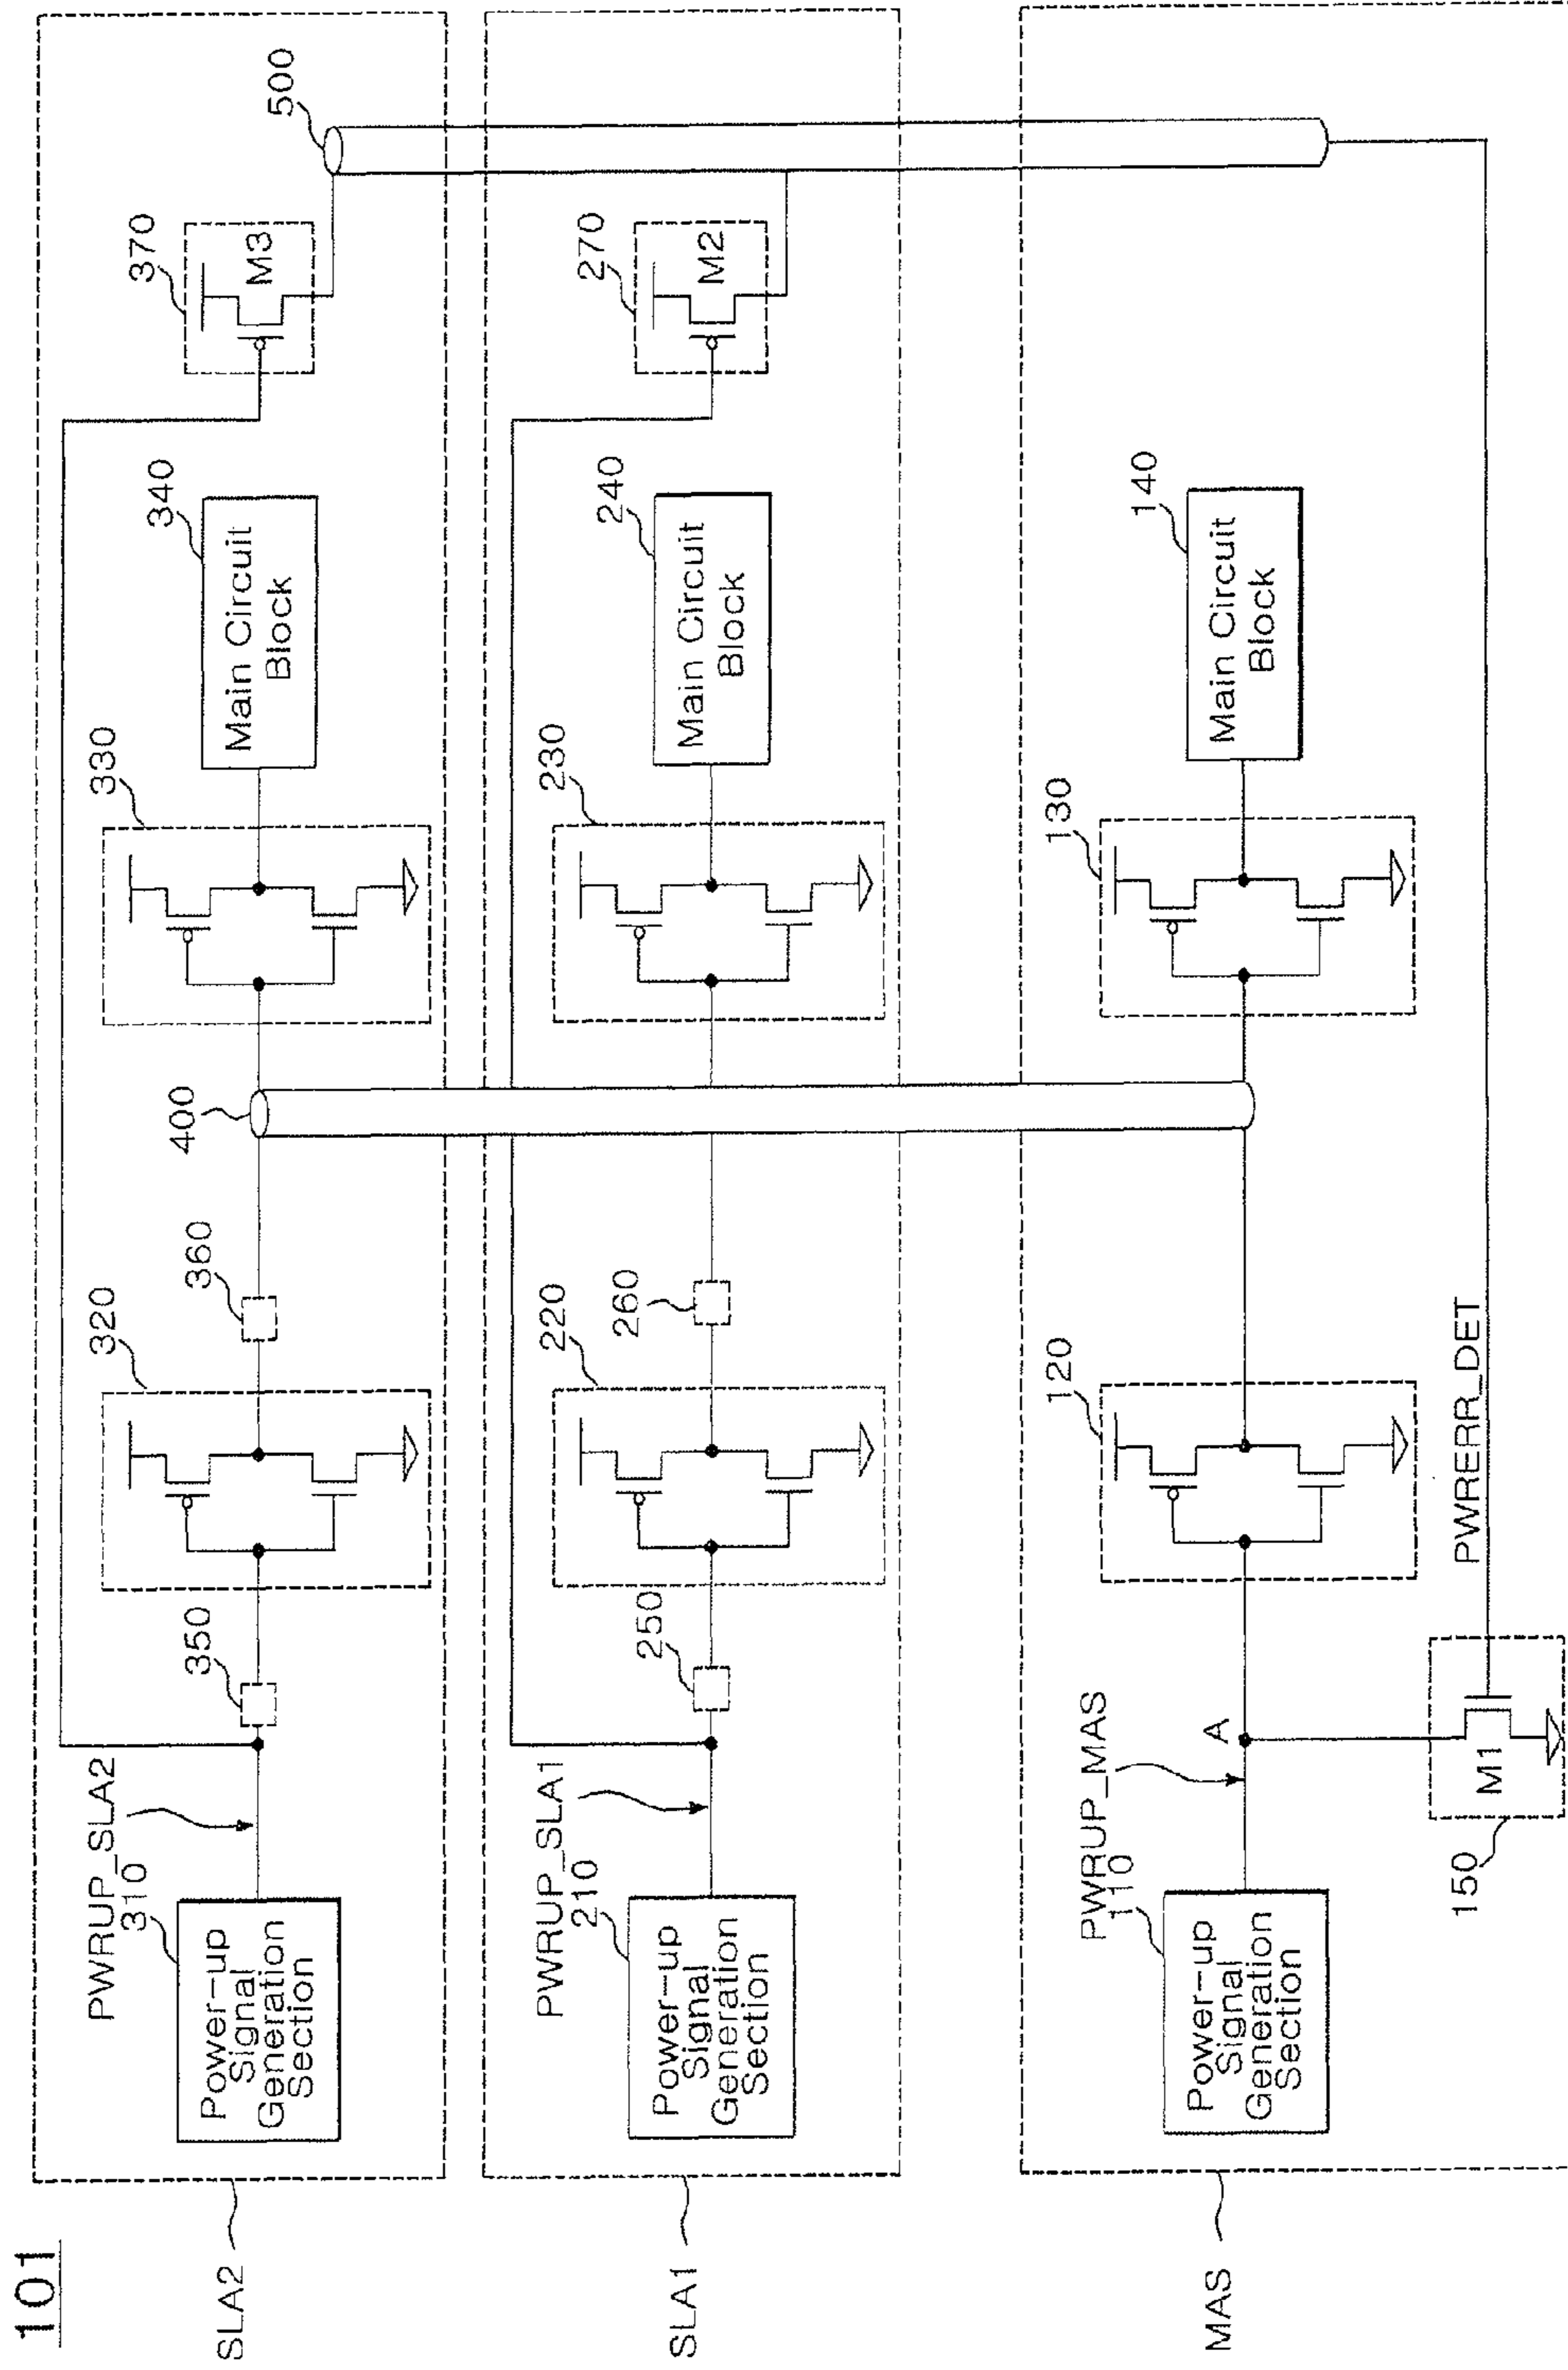 101
SLA2
PWRUP_SLA2
310
Power-up
Signal
Generation
Section
350
320
360
400
330
340
Main Circuit
Block
370
M3
500
SLA1
PWRUP_SLA1
210
Power-up
Signal
Generation
Section
250
220
260
230
240
Main Circuit
Block
270
M2
MAS
PWRUP_MAS
110
Power-up
Signal
Generation
Section
A
120
130
140
Main Circuit
Block
150
M1
PWRERR_DET